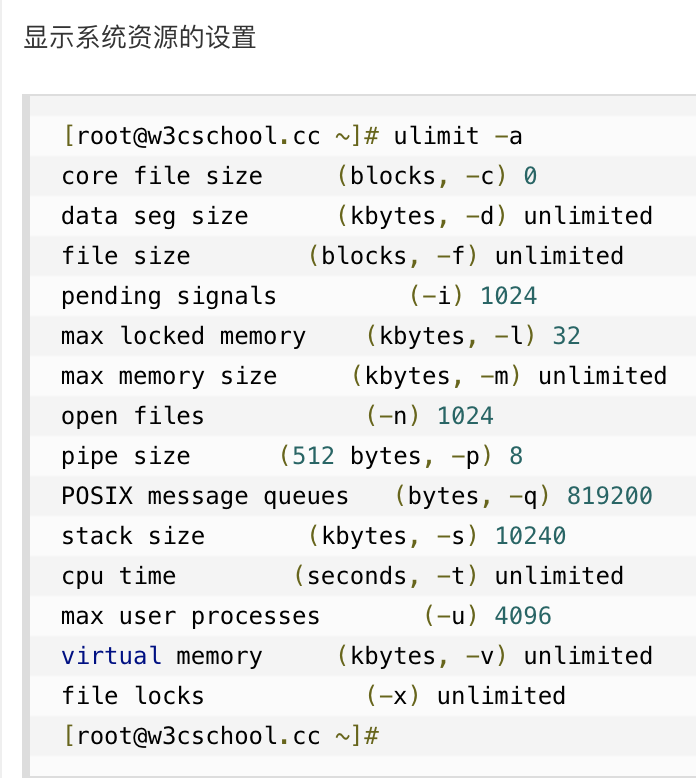 显示系统资源的设置
[root@w3cschool.cc ~]# ulimit -a
core file size     (blocks, -c) 0
data seg size      (kbytes, -d) unlimited
file size        (blocks, -f) unlimited
pending signals         (-i) 1024
max locked memory    (kbytes, -l) 32
max memory size     (kbytes, -m) unlimited
open files           (-n) 1024
pipe size      (512 bytes, -p) 8
POSIX message queues   (bytes, -q) 819200
stack size       (kbytes, -s) 10240
cpu time        (seconds, -t) unlimited
max user processes       (-u) 4096
virtual memory     (kbytes, -v) unlimited
file locks           (-x) unlimited
[root@w3cschool.cc ~]#